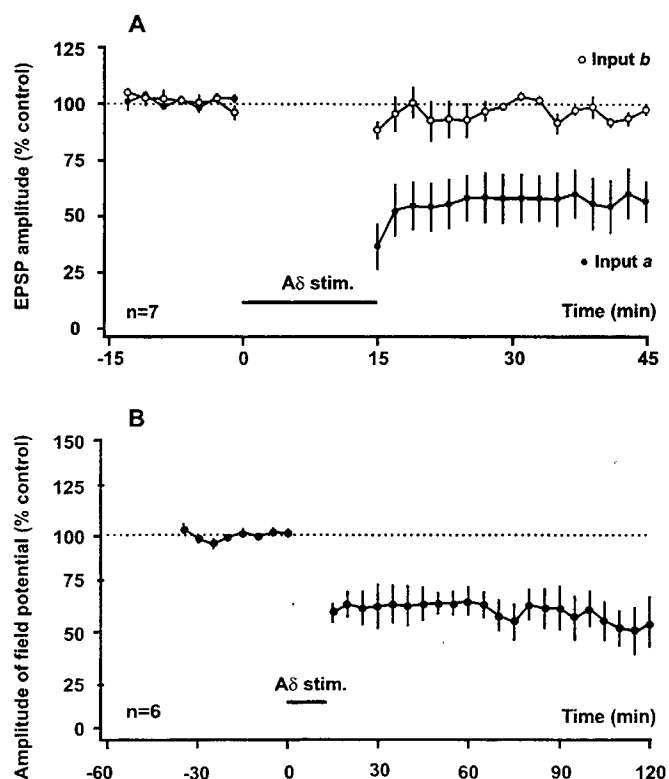 A
EPSP amplitude (% control)
125
100
75
50
25
0
Input b
Input a
Aδ stim.
n=7
Time (min)
-15
0
15
30
45
B
Amplitude of field potential (% control)
150
125
100
75
50
25
0
Aδ stim.
n=6
Time (min)
-60
-30
0
30
60
90
120